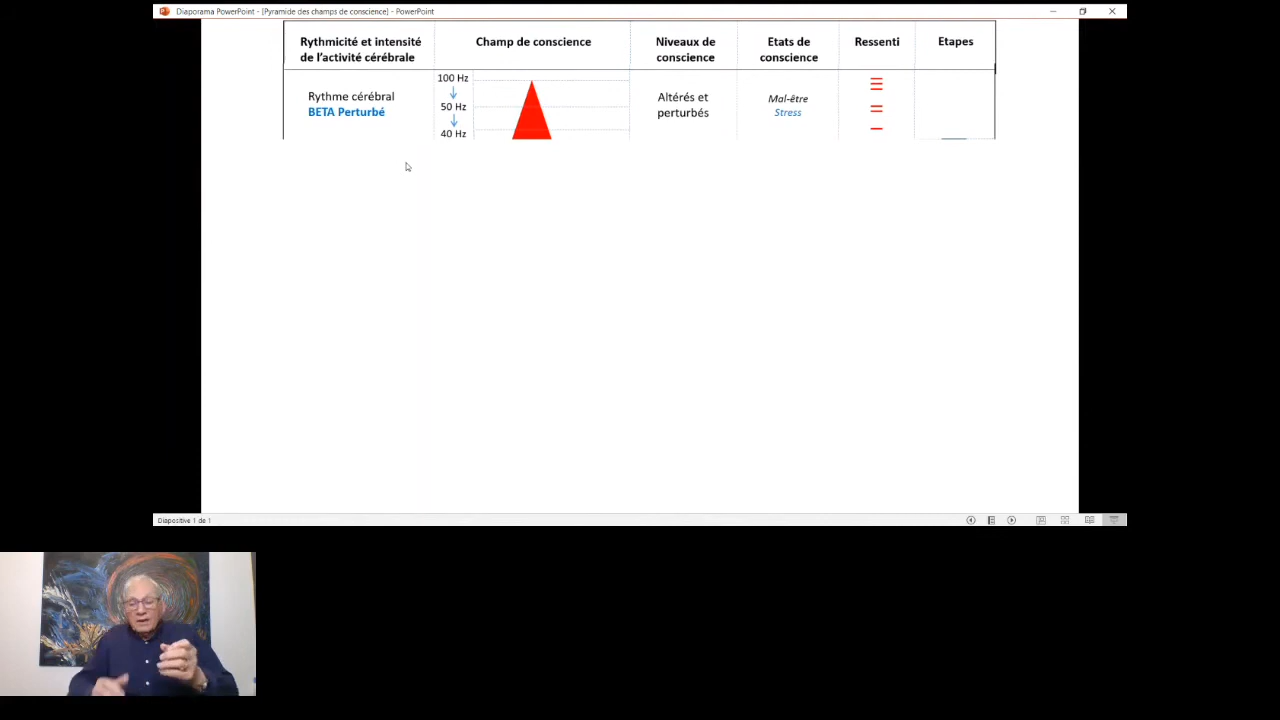 Diaporama PowerPoint - [Pyramide des champs de conscience] - PowerPoint
Rythmicité et intensité de l'activité cérébrale
Champ de conscience
Niveaux de conscience
Etats de conscience
Ressenti
Etapes
Rythme cérébral
BETA Perturbé
100 Hz
50 Hz
40 Hz
Altérés et perturbés
Mal-être
Stress
Diapositive 1 de 1